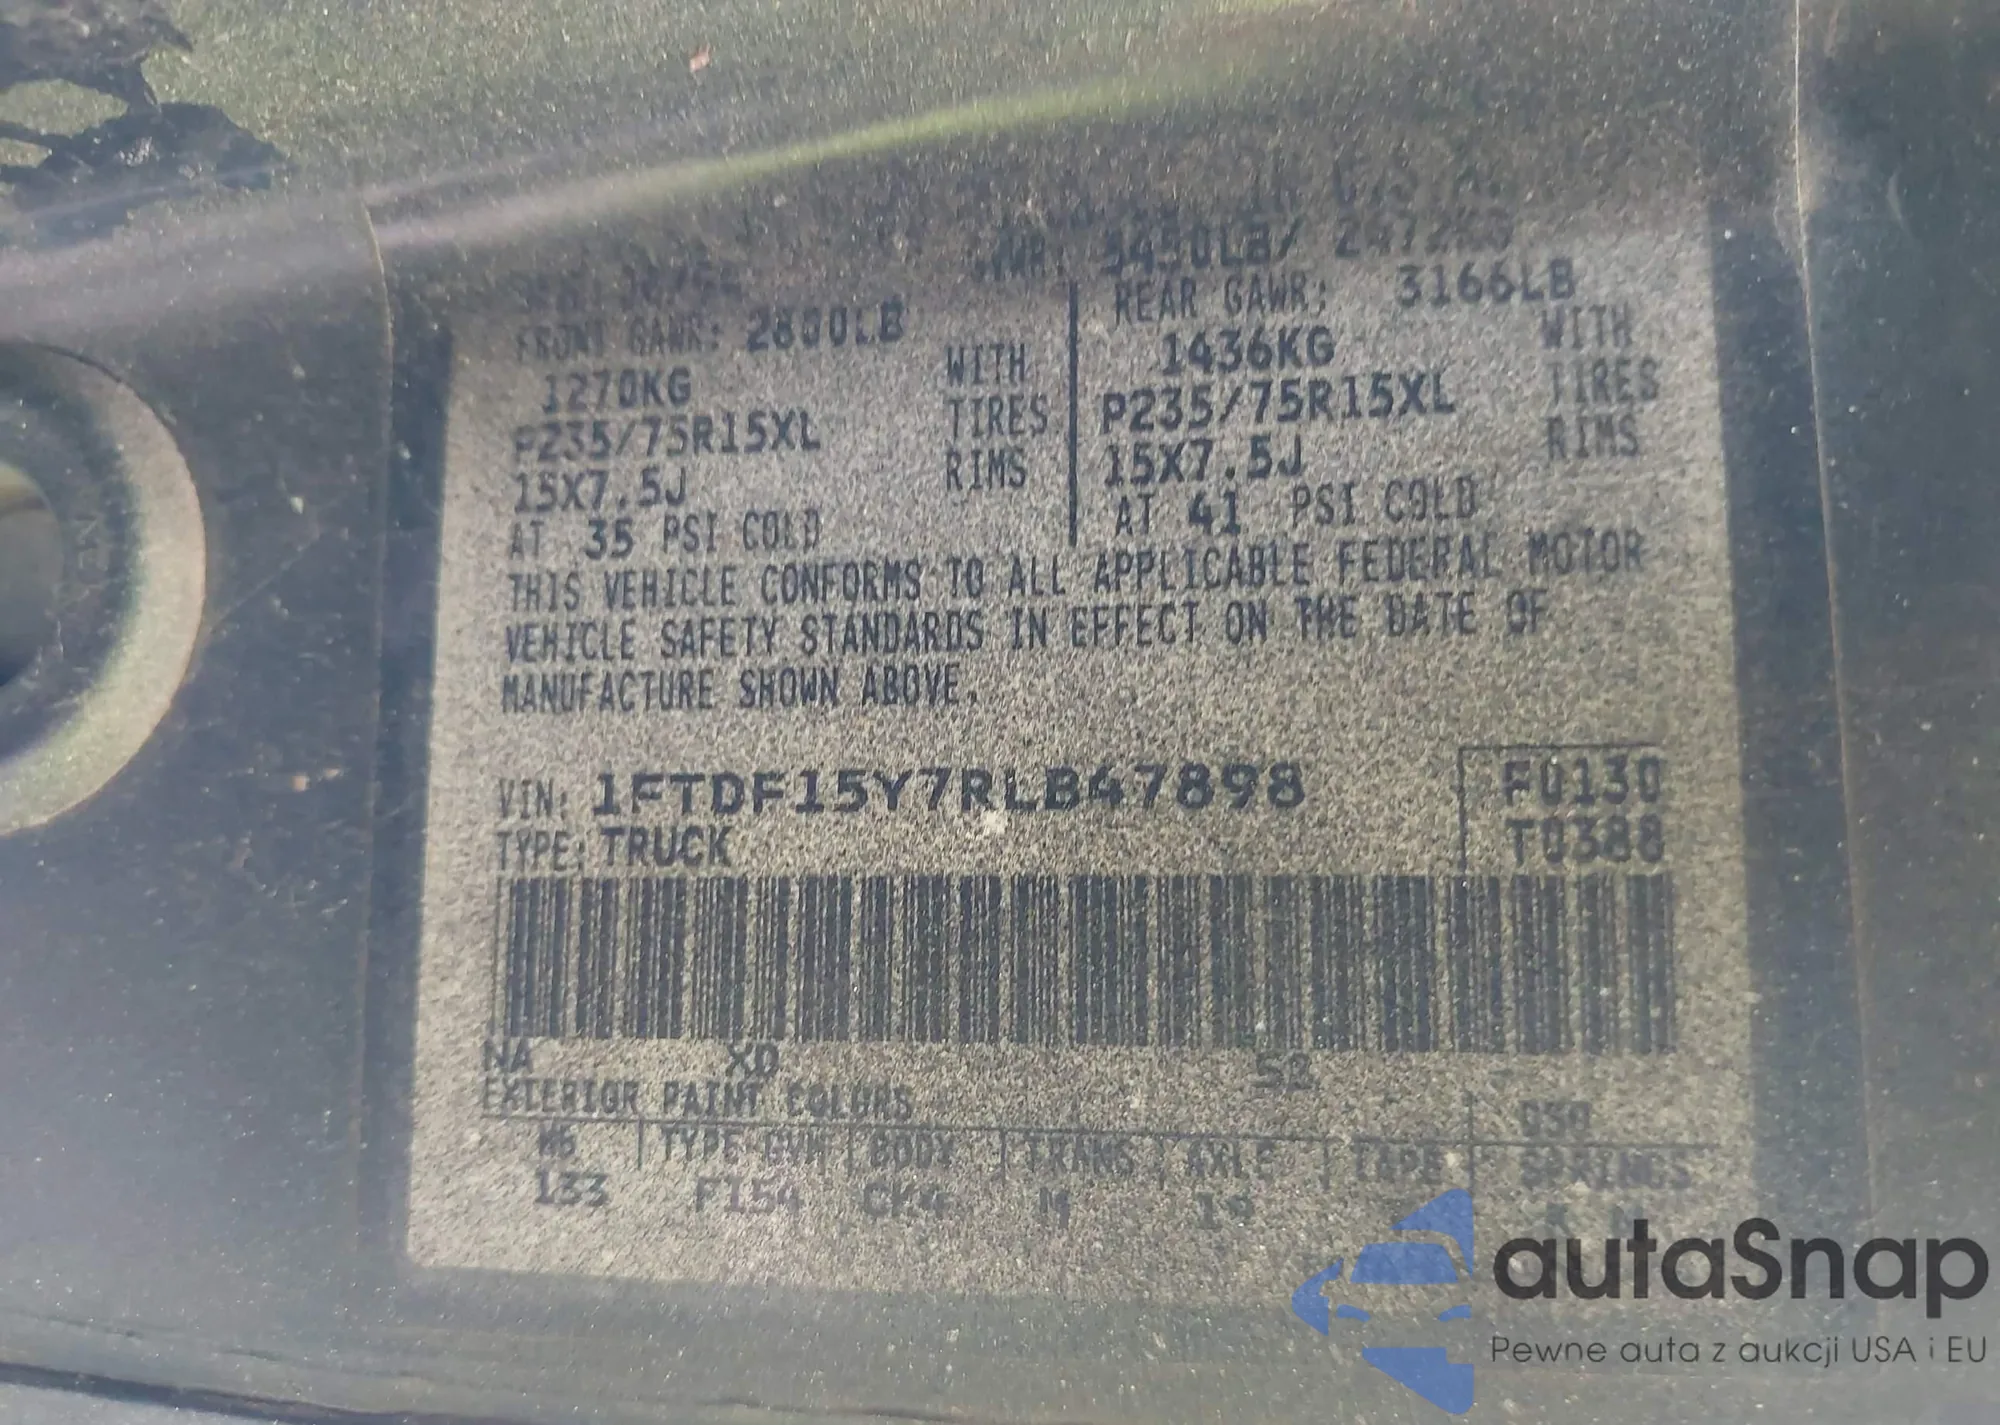 5450LB/ 2472KG
FRONT GAWR: 2800LB
1270KG WITH
P235/75R15XL TIRES
15X7.5J RIMS
AT 35 PSI COLD
REAR GAWR: 3166LB
1436KG WITH
P235/75R15XL TIRES
15X7.5J RIMS
AT 41 PSI COLD
THIS VEHICLE CONFORMS TO ALL APPLICABLE FEDERAL MOTOR
VEHICLE SAFETY STANDARDS IN EFFECT ON THE DATE OF
MANUFACTURE SHOWN ABOVE.
VIN: 1FTDF15Y7RLB47898
TYPE: TRUCK
F0130
T0388
NA XD 52
EXTERIOR PAINT COLORS DSO
WB TYPE GVM BODY TRANS AXLE TAPE SPRINGS
133 F154 M 19
autaSnap
Pewne auta z aukcji USA i EU